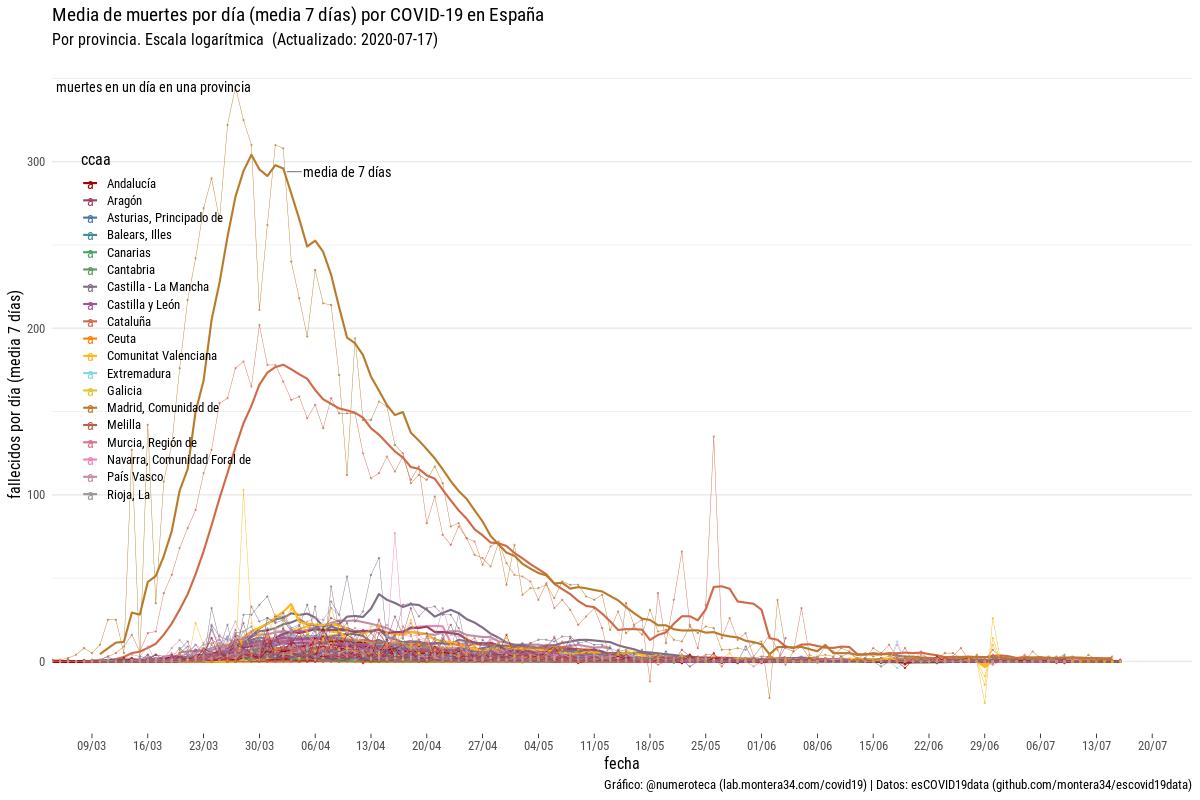 Media de muertes por día (media 7 días) por COVID-19 en España
Por provincia. Escala logarítmica  (Actualizado: 2020-07-17)
muertes en un día en una provincia
media de 7 días
ccaa
Andalucía
Aragón
Asturias, Principado de
Balears, Illes
Canarias
Cantabria
Castilla - La Mancha
Castilla y León
Cataluña
Ceuta
Comunitat Valenciana
Extremadura
Galicia
Madrid, Comunidad de
Melilla
Murcia, Región de
Navarra, Comunidad Foral de
País Vasco
Rioja, La
fallecidos por día (media 7 días)
300
200
100
0
09/03 16/03 23/03 30/03 06/04 13/04 20/04 27/04 04/05 11/05 18/05 25/05 01/06 08/06 15/06 22/06 29/06 06/07 13/07 20/07
fecha
Gráfico: @numeroteca (lab.montera34.com/covid19) | Datos: esCOVID19data (github.com/montera34/escovid19data)